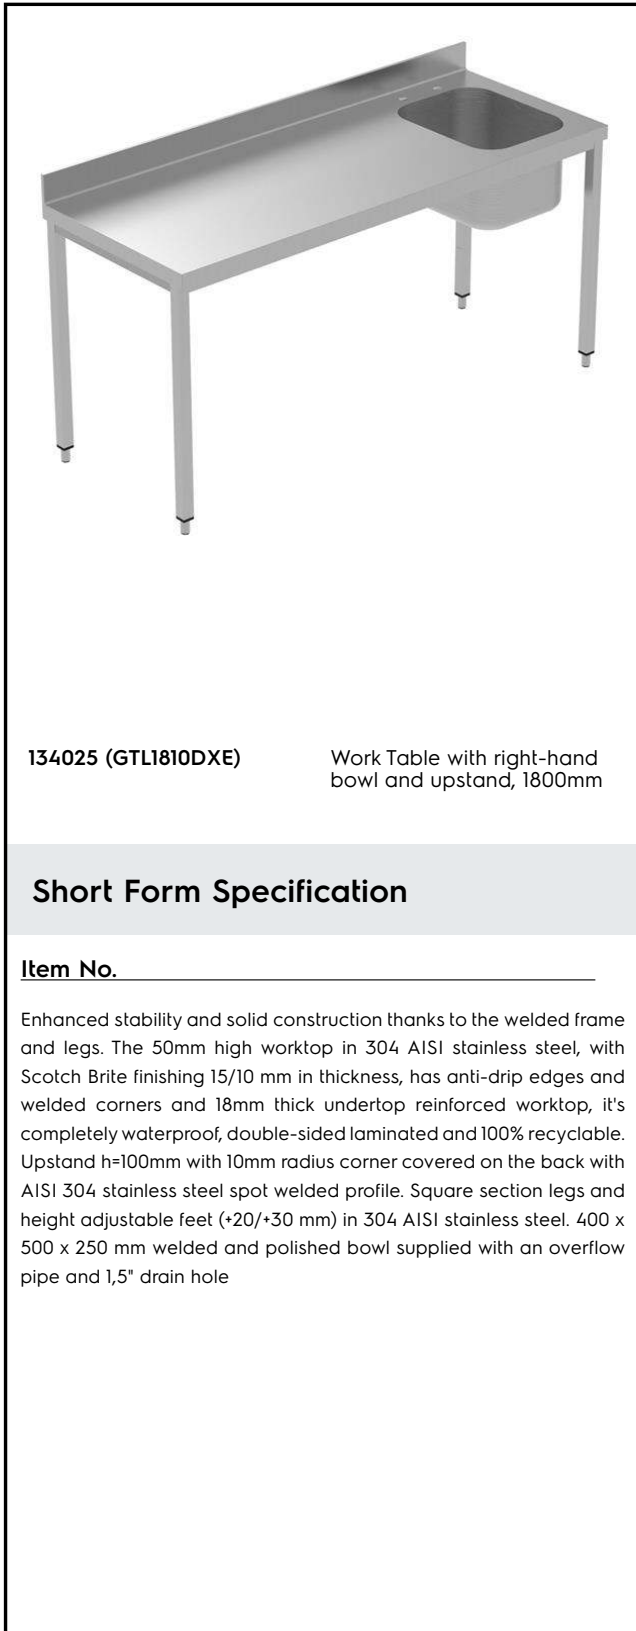 134025 (GTL1810DXE)
Work Table with right-hand
bowl and upstand, 1800mm
Short Form Specification
Item No.
Enhanced stability and solid construction thanks to the welded frame
and legs. The 50mm high worktop in 304 AISI stainless steel, with
Scotch Brite finishing 15/10 mm in thickness, has anti-drip edges and
welded corners and 18mm thick undertop reinforced worktop, it's
completely waterproof, double-sided laminated and 100% recyclable.
Upstand h=100mm with 10mm radius corner covered on the back with
AISI 304 stainless steel spot welded profile. Square section legs and
height adjustable feet (+20/+30 mm) in 304 AISI stainless steel. 400 x
500 x 250 mm welded and polished bowl supplied with an overflow
pipe and 1,5" drain hole